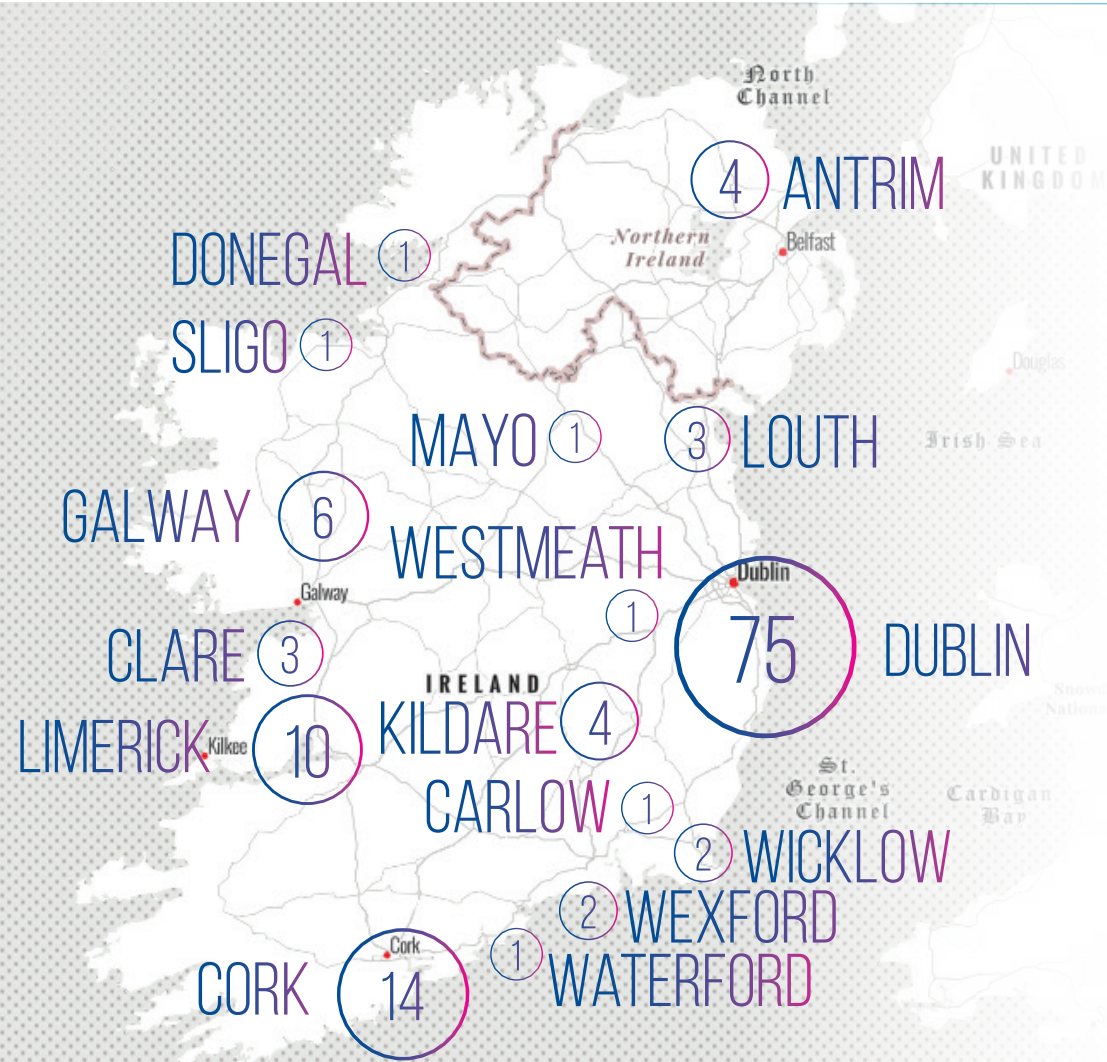 North
Channel
UNITED
KINGDOM
4 ANTRIM
Northern
Ireland
Belfast
DONEGAL 1
SLIGO 1
Douglas
MAYO 1
3 LOUTH
Irish Sea
GALWAY 6
WESTMEATH
1
Dublin
75 DUBLIN
Galway
CLARE 3
IRELAND
LIMERICK
Kilkee
10
KILDARE 4
CARLOW 1
St.
George's
Channel
Cardigan
Bay
2 WICKLOW
2 WEXFORD
1 WATERFORD
Cork
CORK 14